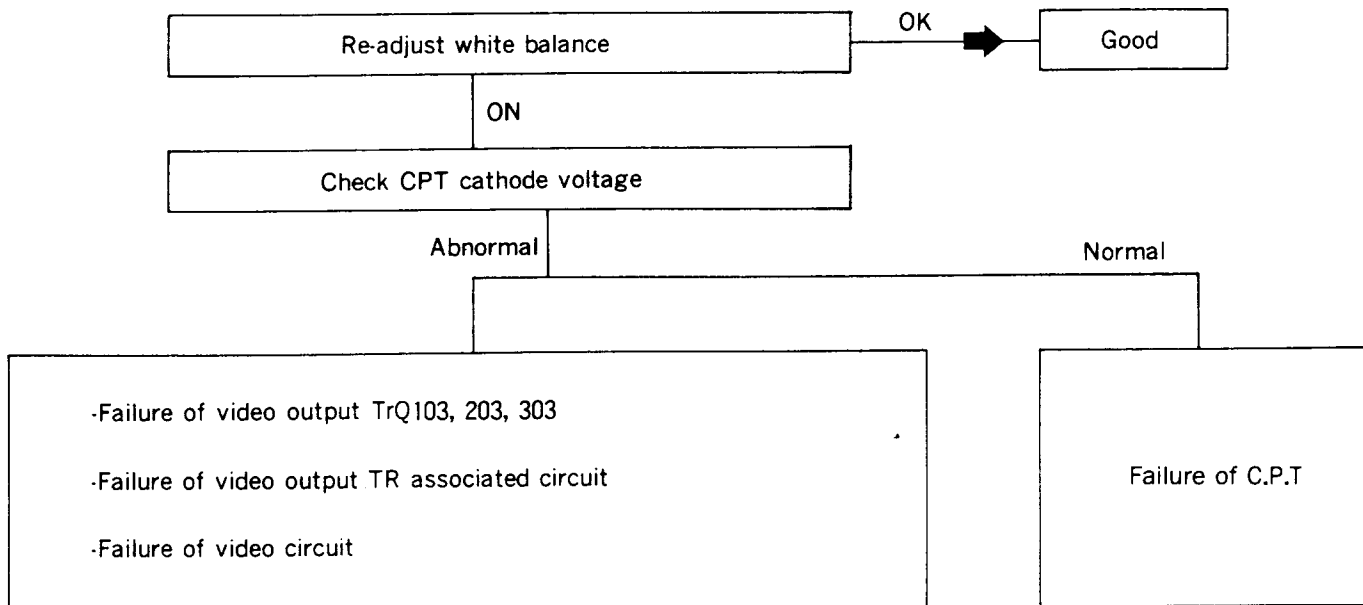 Re-adjust white balance
OK
Good
ON
Check CPT cathode voltage
Abnormal
Normal
·Failure of video output TrQ103, 203, 303
·Failure of video output TR associated circuit
·Failure of video circuit
Failure of C.P.T